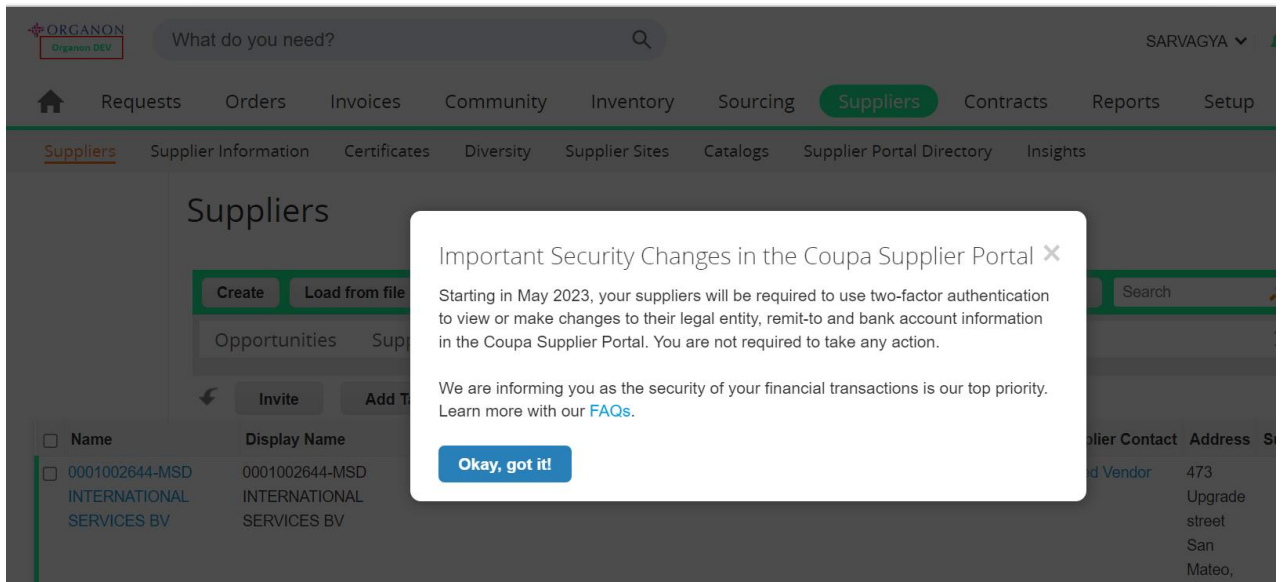 ORGANON
Organon DEV
What do you need?
SARVAGYA
Requests Orders Invoices Community Inventory Sourcing Suppliers Contracts Reports Setup
Suppliers Supplier Information Certificates Diversity Supplier Sites Catalogs Supplier Portal Directory Insights
Suppliers
Important Security Changes in the Coupa Supplier Portal
Starting in May 2023, your suppliers will be required to use two-factor authentication
to view or make changes to their legal entity, remit-to and bank account information
in the Coupa Supplier Portal. You are not required to take any action.
We are informing you as the security of your financial transactions is our top priority.
Learn more with our FAQs.
Okay, got it!
Create Load from file Search
Opportunities
Invite Add
Name Display Name Contact Address
0001002644-MSD 0001002644-MSD Vendor 473
INTERNATIONAL INTERNATIONAL Upgrade
SERVICES BV SERVICES BV street
San
Mateo,